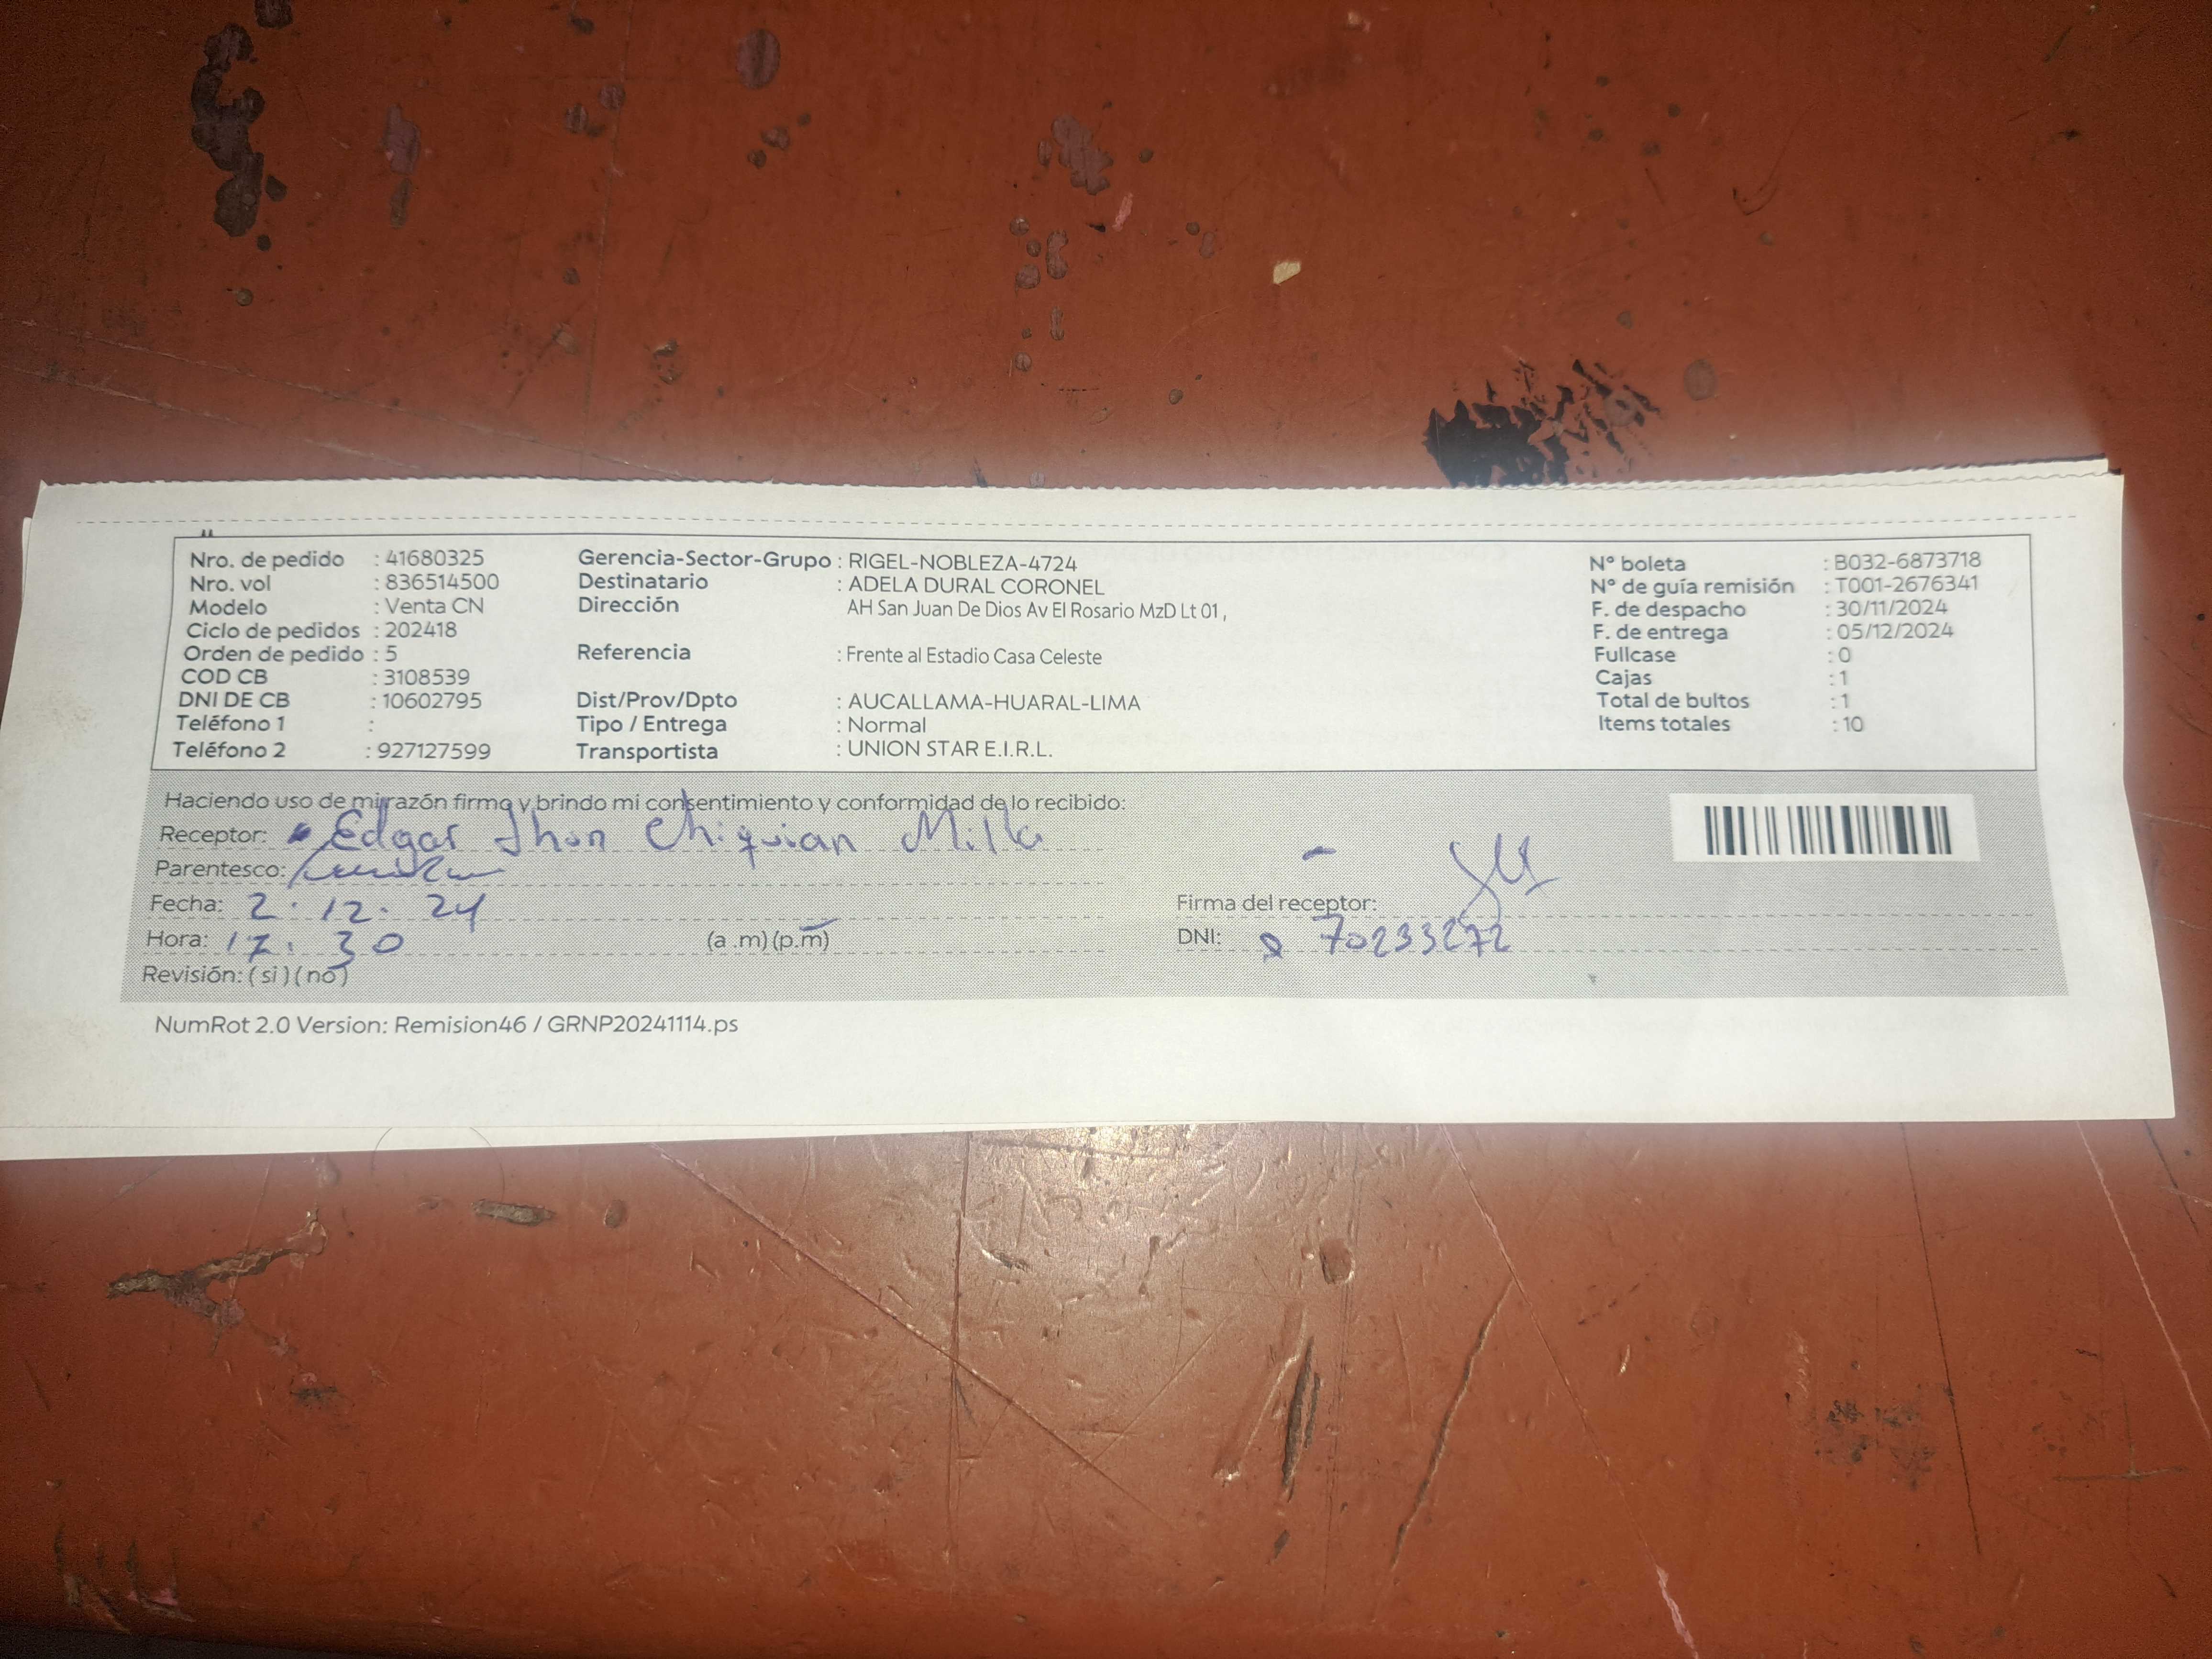 Nro. de pedido : 41680325 Gerencia-Sector-Grupo : RIGEL-NOBLEZA-4724 N° boleta : B032-6873718
Nro. vol : 836514500 Destinatario : ADELA DURAL CORONEL N° de guía remisión : T001-2676341
Modelo : Venta CN Dirección AH San Juan De Dios Av El Rosario MzD Lt 01 , F. de despacho : 30/11/2024
Ciclo de pedidos : 202418 F. de entrega : 05/12/2024
Orden de pedido : 5 Referencia : Frente al Estadio Casa Celeste Fullcase : 0
COD CB : 3108539 Cajas : 1
DNI DE CB : 10602795 Dist/Prov/Dpto : AUCALLAMA-HUARAL-LIMA Total de bultos : 1
Teléfono 1 : Tipo / Entrega : Normal Items totales : 10
Teléfono 2 : 927127599 Transportista : UNION STAR E.I.R.L.
Haciendo uso de mi razón firmo y brindo mi consentimiento y conformidad de lo recibido:
Receptor: Edgar Jhon Chiquian Milla
Parentesco:
Fecha: 2.12.24 Firma del receptor:
Hora: 17:30 (a .m) (p.m) DNI: 70233272
Revisión: ( si ) ( no )
NumRot 2.0 Version: Remision46 / GRNP20241114.ps